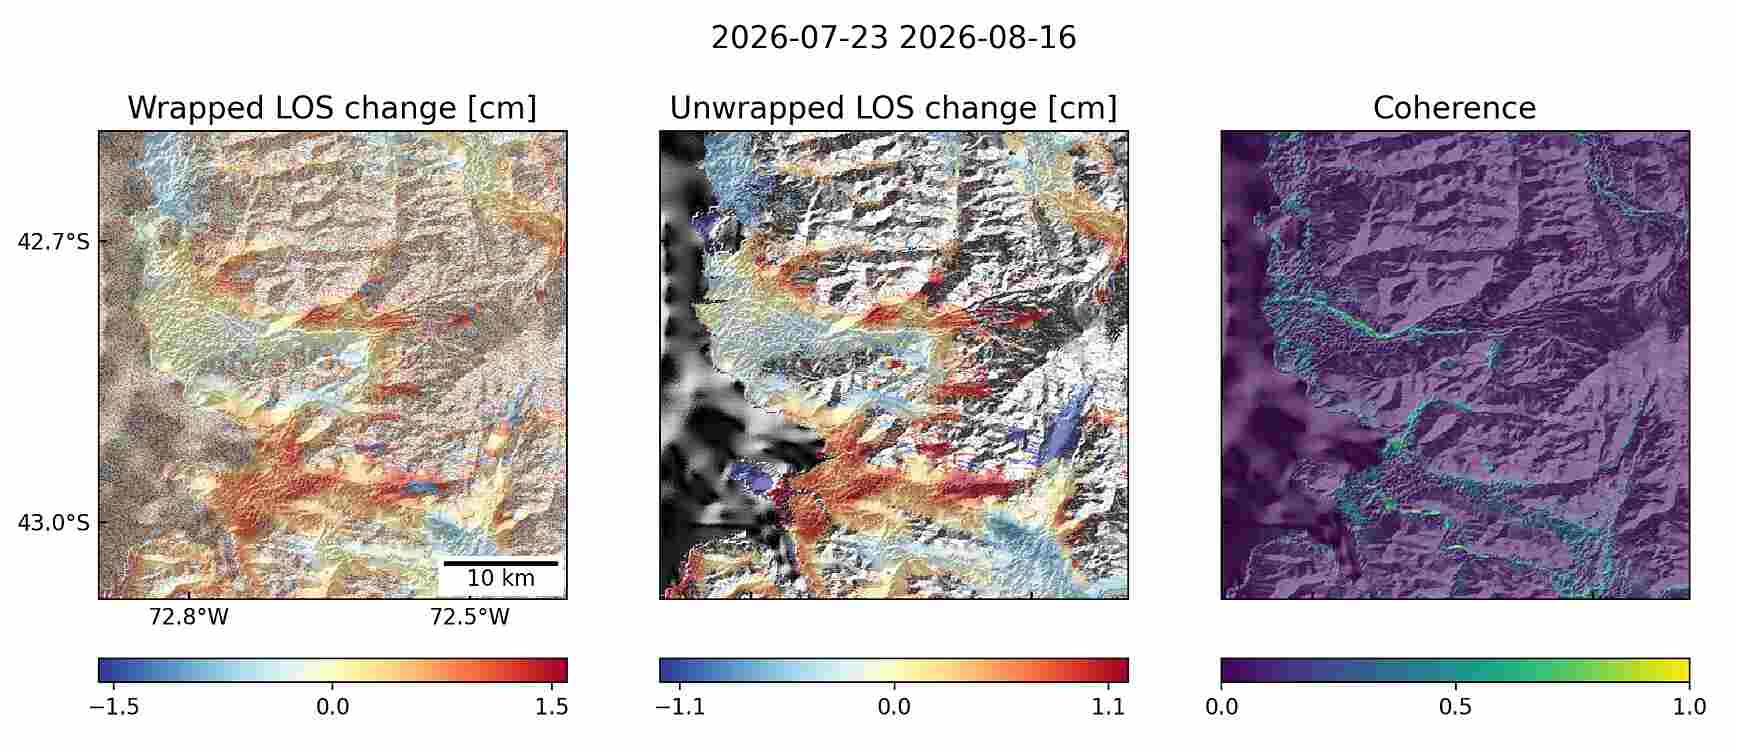 2026-07-23 2026-08-16
Wrapped LOS change [cm]
Unwrapped LOS change [cm]
Coherence
42.7°S
43.0°S
10 km
72.8°W
72.5°W
−1.5
0.0
1.5
−1.1
0.0
1.1
0.0
0.5
1.0